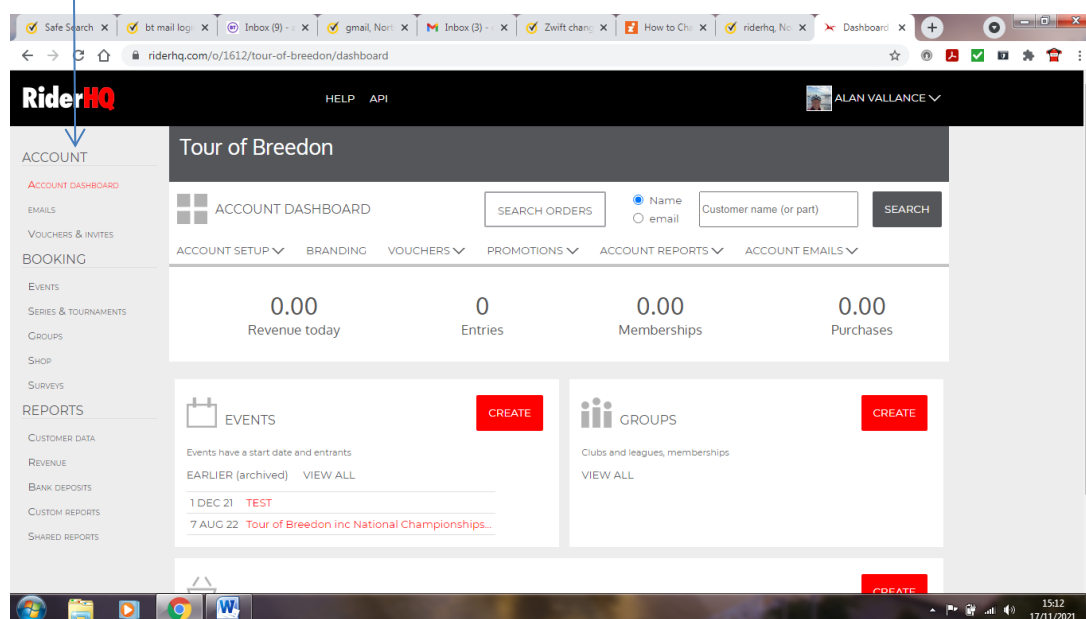 Safe Search
bt mail logi
Inbox (9) - a
gmail, Nort
Inbox (3) -
Zwift chang
How to Cha
riderhq, No
Dashboard
riderhq.com/o/1612/tour-of-breedon/dashboard
RiderHQ
HELP API
ALAN VALLANCE
ACCOUNT
ACCOUNT DASHBOARD
EMAILS
VOUCHERS & INVITES
BOOKING
EVENTS
SERIES & TOURNAMENTS
GROUPS
SHOP
SURVEYS
REPORTS
CUSTOMER DATA
REVENUE
BANK DEPOSITS
CUSTOM REPORTS
SHARED REPORTS
Tour of Breedon
ACCOUNT DASHBOARD
SEARCH ORDERS
Name
email
Customer name (or part)
SEARCH
ACCOUNT SETUP BRANDING VOUCHERS PROMOTIONS ACCOUNT REPORTS ACCOUNT EMAILS
0.00 0 0.00 0.00
Revenue today Entries Memberships Purchases
EVENTS
CREATE
Events have a start date and entrants
EARLIER (archived) VIEW ALL
1 DEC 21 TEST
7 AUG 22 Tour of Breedon inc National Championships...
GROUPS
CREATE
Clubs and leagues, memberships
VIEW ALL
CREATE
15:12
17/11/2021